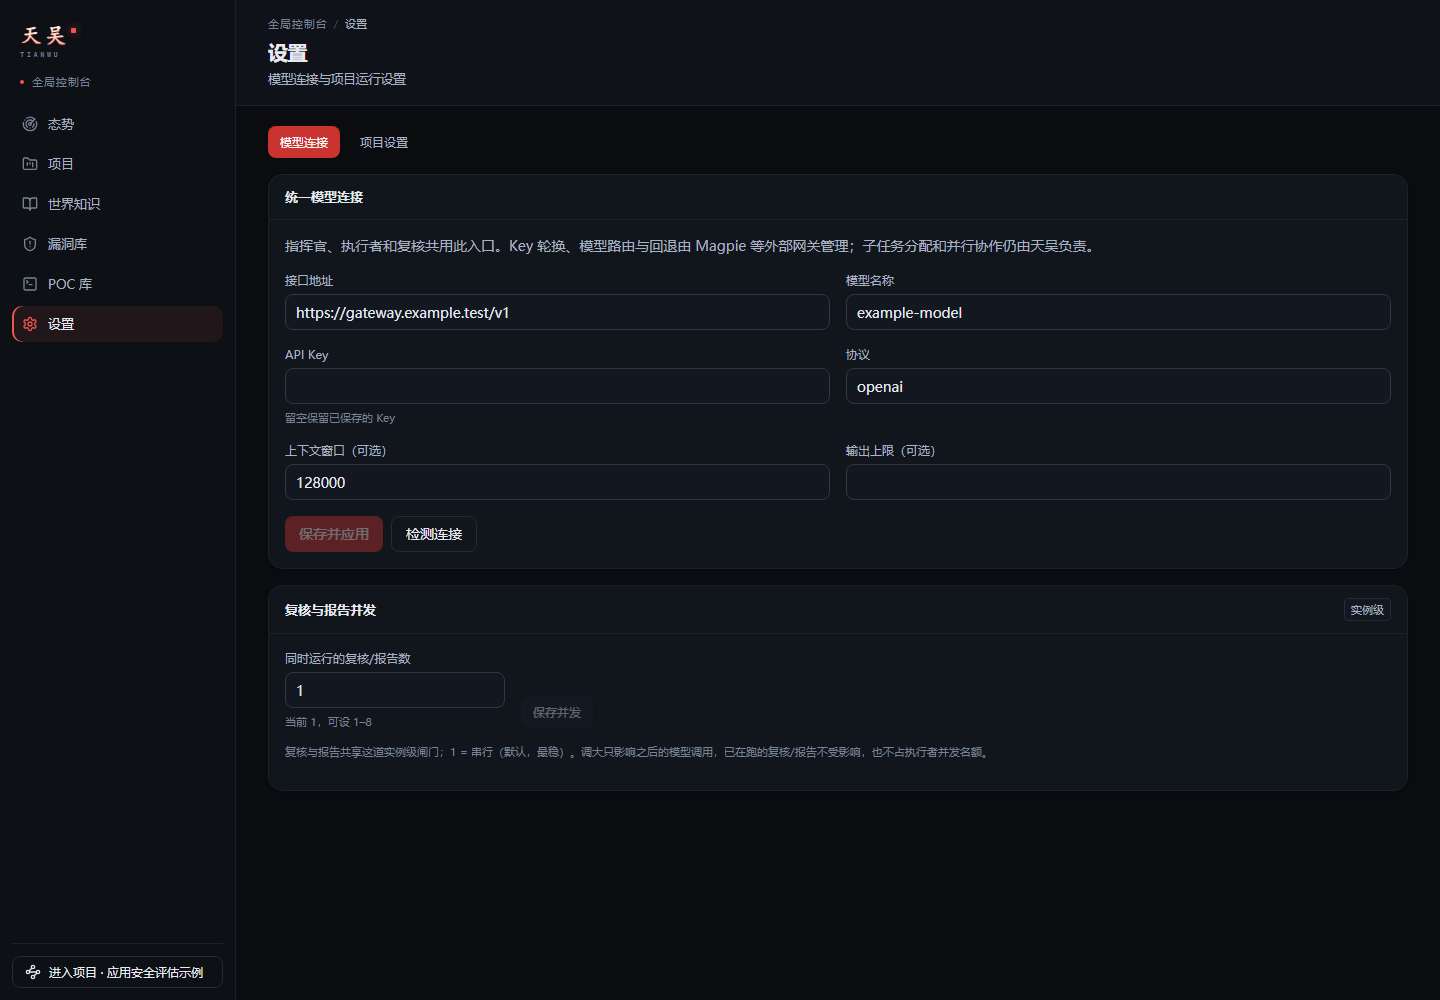 天吴
TIANWU
全局控制台
态势
项目
世界知识
漏洞库
POC 库
设置
进入项目 · 应用安全评估示例
全局控制台 / 设置
设置
模型连接与项目运行设置
模型连接
项目设置
统一模型连接
指挥官、执行者和复核共用此入口。Key 轮换、模型路由与回退由 Magpie 等外部网关管理；子任务分配和并行协作仍由天吴负责。
接口地址
https://gateway.example.test/v1
模型名称
example-model
API Key
留空保留已保存的 Key
协议
openai
上下文窗口（可选）
128000
输出上限（可选）
保存并应用
检测连接
复核与报告并发
实例级
同时运行的复核/报告数
1
当前 1，可设 1–8
保存并发
复核与报告共享这道实例级闸门；1 = 串行（默认，最稳）。调大只影响之后的模型调用，已在跑的复核/报告不受影响，也不占执行者并发名额。